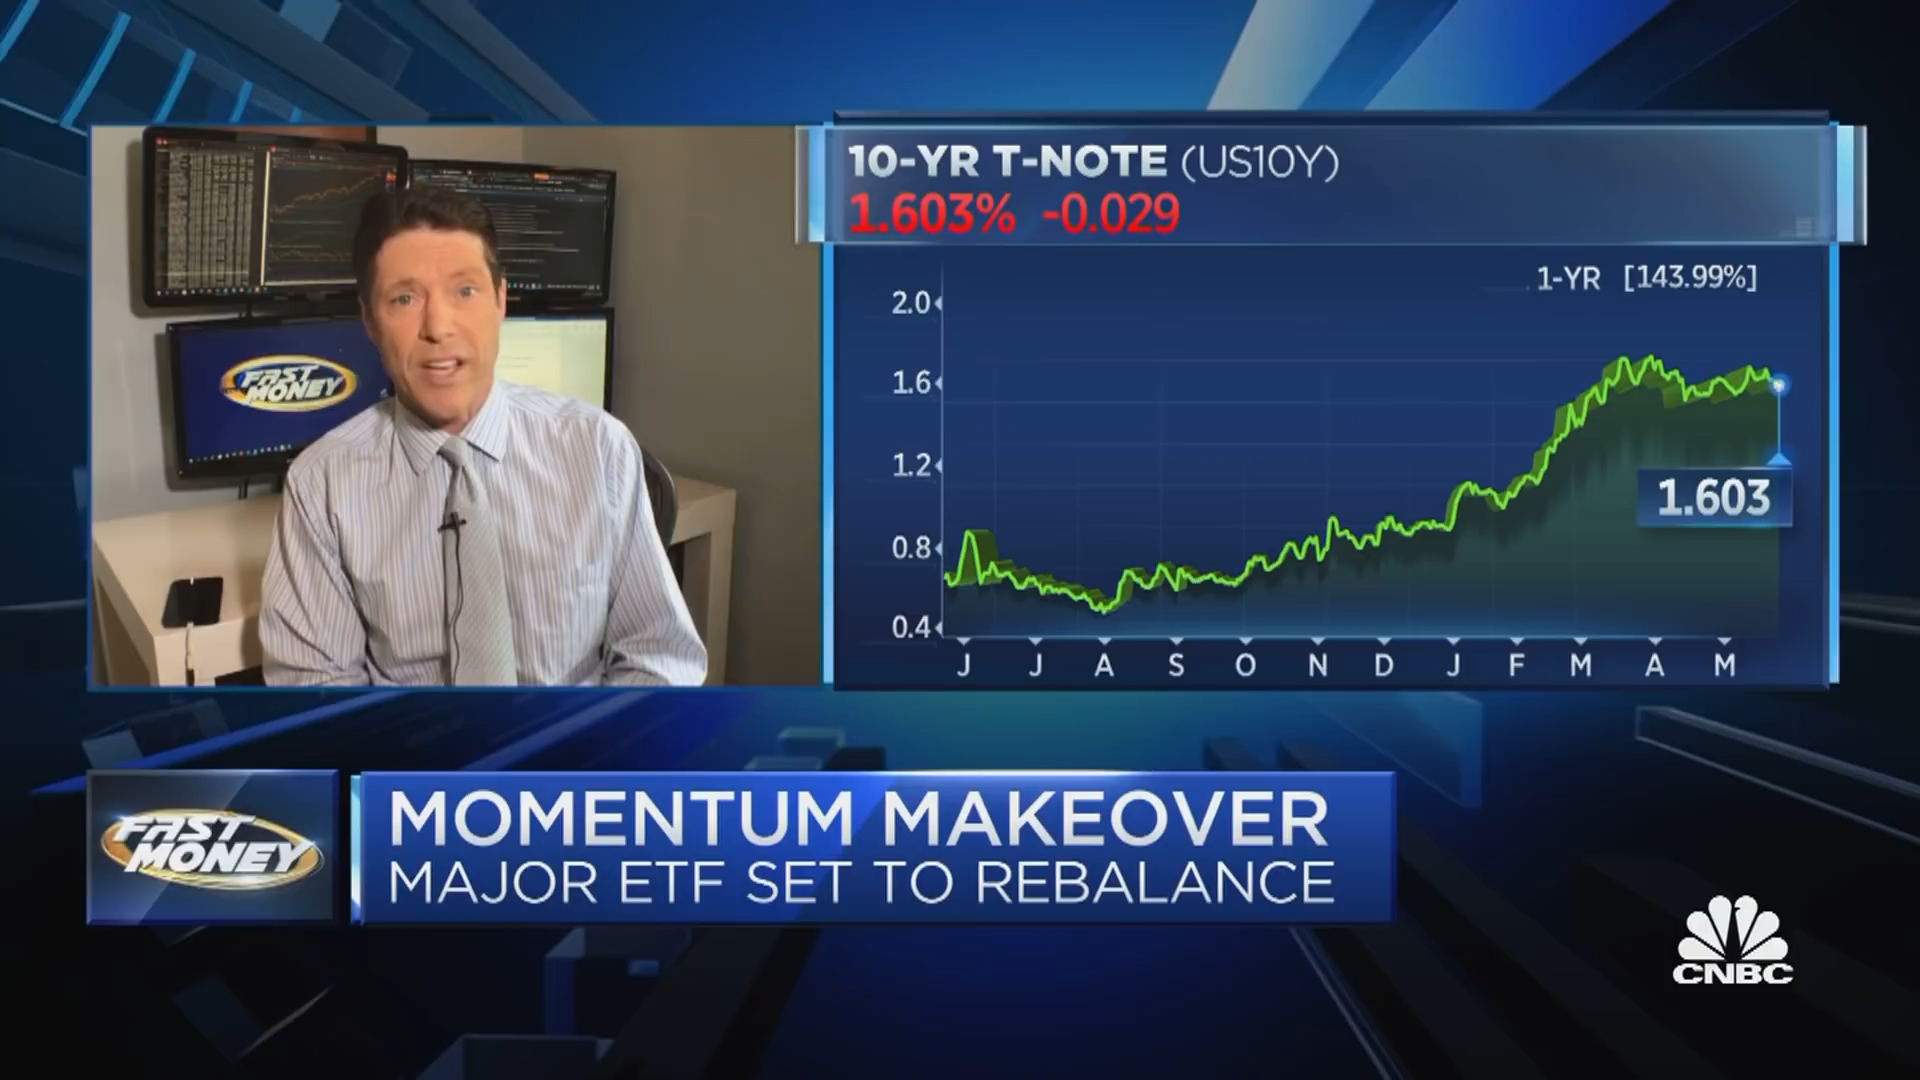 10-YR T-NOTE (US10Y)
1.603% -0.029
1-YR [143.99%]
2.0
1.6
1.2
0.8
0.4
1.603
J J A S O N D J F M A M
FAST
MONEY
FAST
MONEY
MOMENTUM MAKEOVER
MAJOR ETF SET TO REBALANCE
CNBC